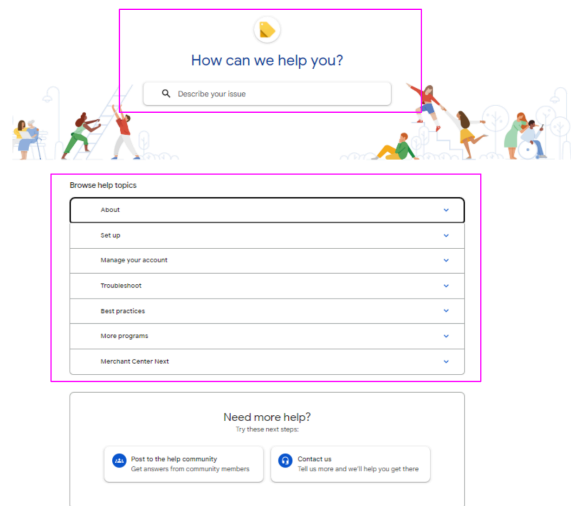 How can we help you?
Describe your issue
Browse help topics
About
Set up
Manage your account
Troubleshoot
Best practices
More programs
Merchant Center Next
Need more help?
Try these next steps:
Post to the help community
Get answers from community members
Contact us
Tell us more and we'll help you get there